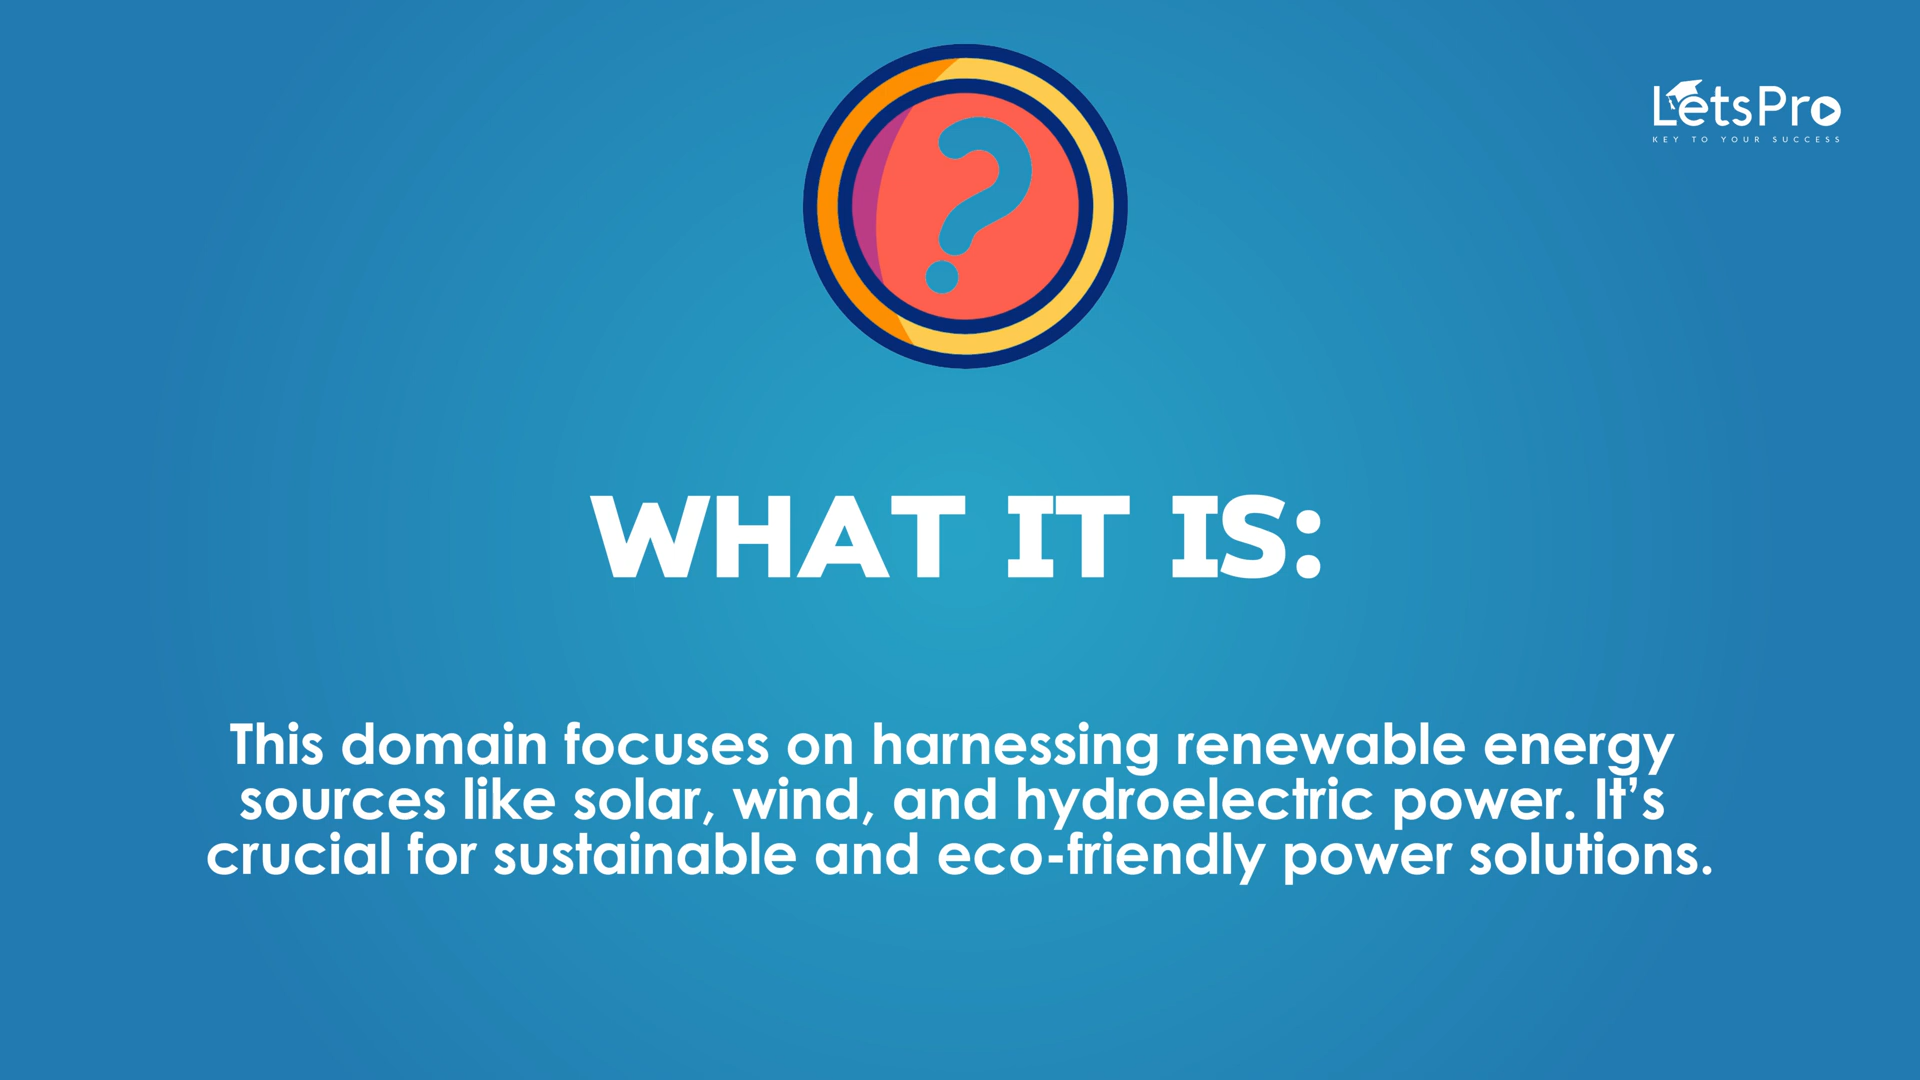 LetsPro
KEY TO YOUR SUCCESS
WHAT IT IS:
This domain focuses on harnessing renewable energy
sources like solar, wind, and hydroelectric power. It’s
crucial for sustainable and eco-friendly power solutions.